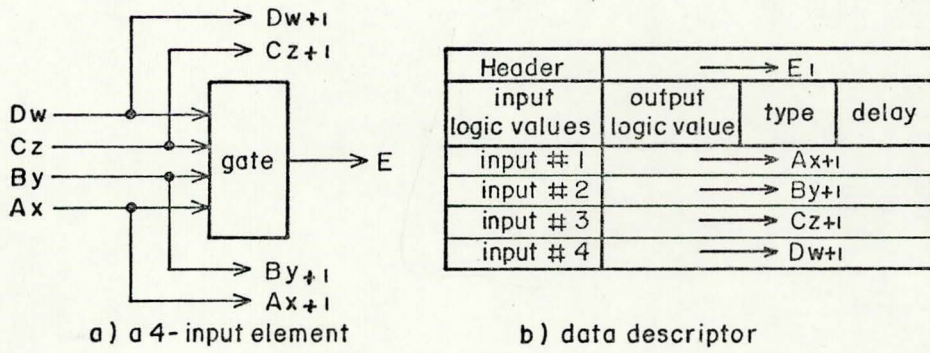 Dw+1
Cz+1
Dw
Cz
By
Ax
gate
E
By+1
Ax+1
a) a 4-input element
Header → E1
input logic values
output logic value
type
delay
input # 1 → Ax+1
input # 2 → By+1
input # 3 → Cz+1
input # 4 → Dw+1
b) data descriptor